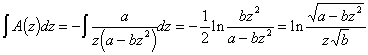 ∫A(z)dz = −∫ a / (z(a − bz²)) dz = −(1/2) ln (bz² / (a − bz²)) = ln (√(a − bz²) / (z√b))